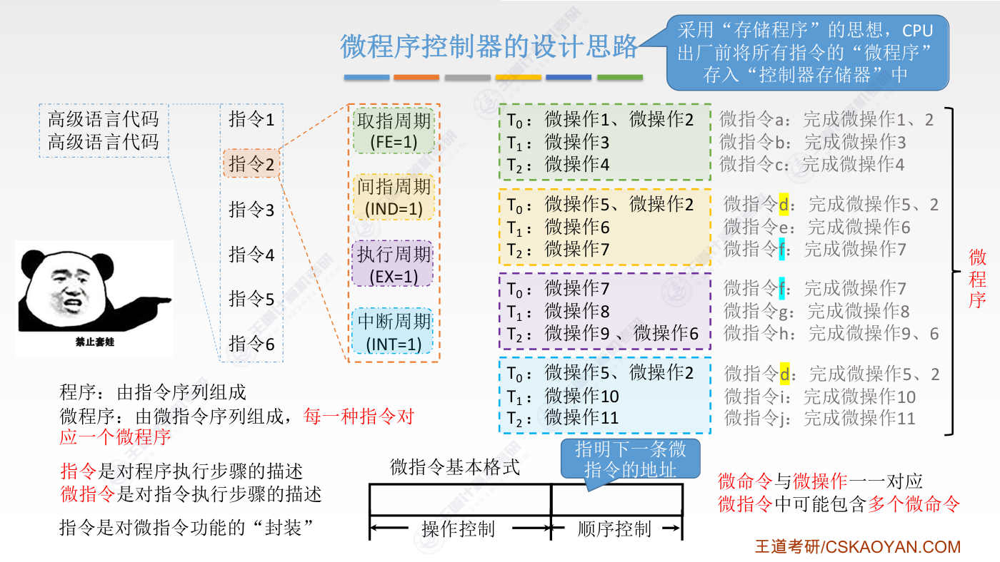 微程序控制器的设计思路
采用“存储程序”的思想，CPU
出厂前将所有指令的“微程序”
存入“控制器存储器”中
高级语言代码
高级语言代码
指令1
指令2
指令3
指令4
指令5
指令6
取指周期
(FE=1)
间指周期
(IND=1)
执行周期
(EX=1)
中断周期
(INT=1)
T0：微操作1、微操作2
T1：微操作3
T2：微操作4
T0：微操作5、微操作2
T1：微操作6
T2：微操作7
T0：微操作7
T1：微操作8
T2：微操作9 、微操作6
T0：微操作5、微操作2
T1：微操作10
T2：微操作11
微指令a：完成微操作1、2
微指令b：完成微操作3
微指令c：完成微操作4
微指令d：完成微操作5、2
微指令e：完成微操作6
微指令f：完成微操作7
微指令f：完成微操作7
微指令g：完成微操作8
微指令h：完成微操作9、6
微指令d：完成微操作5、2
微指令i：完成微操作10
微指令j：完成微操作11
微
程
序
禁止套娃
程序：由指令序列组成
微程序：由微指令序列组成，每一种指令对
应一个微程序
指令是对程序执行步骤的描述
微指令是对指令执行步骤的描述
指令是对微指令功能的“封装”
微指令基本格式
指明下一条微
指令的地址
操作控制
顺序控制
微命令与微操作一一对应
微指令中可能包含多个微命令
王道考研/CSKAOYAN.COM